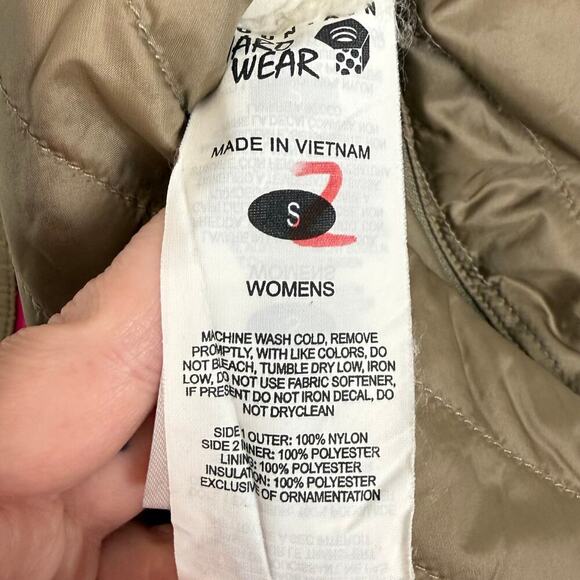 HARD
WEAR
MADE IN VIETNAM
S
2
WOMENS
MACHINE WASH COLD, REMOVE
PROMPTLY, WITH LIKE COLORS, DO
NOT BLEACH, TUMBLE DRY LOW, IRON
LOW, DO NOT USE FABRIC SOFTENER,
IF PRESENT DO NOT IRON DECAL, DO
NOT DRYCLEAN
SIDE 1 OUTER: 100% NYLON
SIDE 2 INNER: 100% POLYESTER
LINING: 100% POLYESTER
INSULATION: 100% POLYESTER
EXCLUSIVE OF ORNAMENTATION